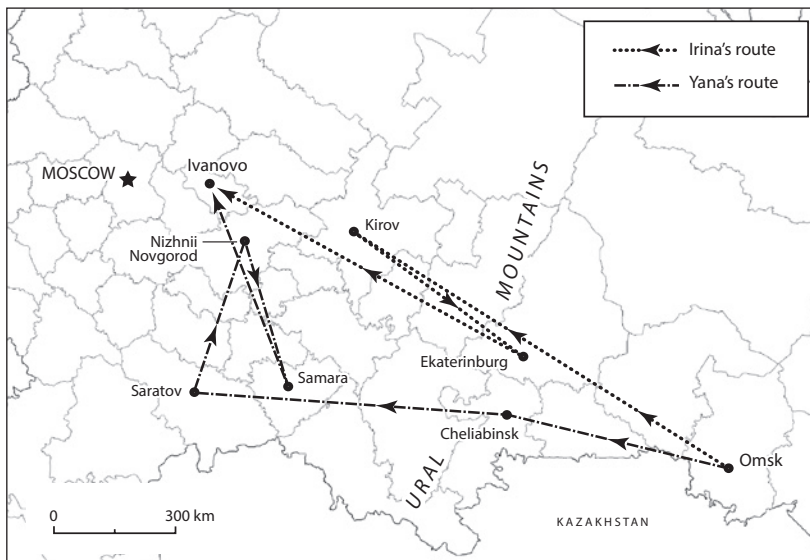 Irina's route
Yana's route
Ivanovo
MOSCOW
Kirov
Nizhnii
Novgorod
MOUNTAINS
Ekaterinburg
Samara
Saratov
Cheliabinsk
Omsk
URAL
0 300 km
KAZAKHSTAN